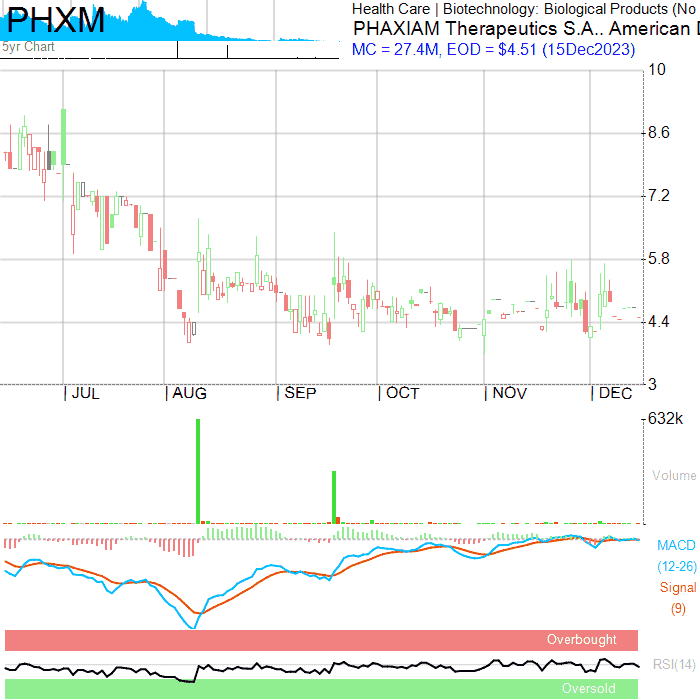 PHXM
5yr Chart
Health Care | Biotechnology: Biological Products (No
PHAXIAM Therapeutics S.A.. American
MC = 27.4M, EOD = $4.51 (15Dec2023)
10
8.6
7.2
5.8
4.4
3
JUL
AUG
SEP
OCT
NOV
DEC
632k
Volume
MACD
(12-26)
Signal
(9)
Overbought
RSI(14)
Oversold